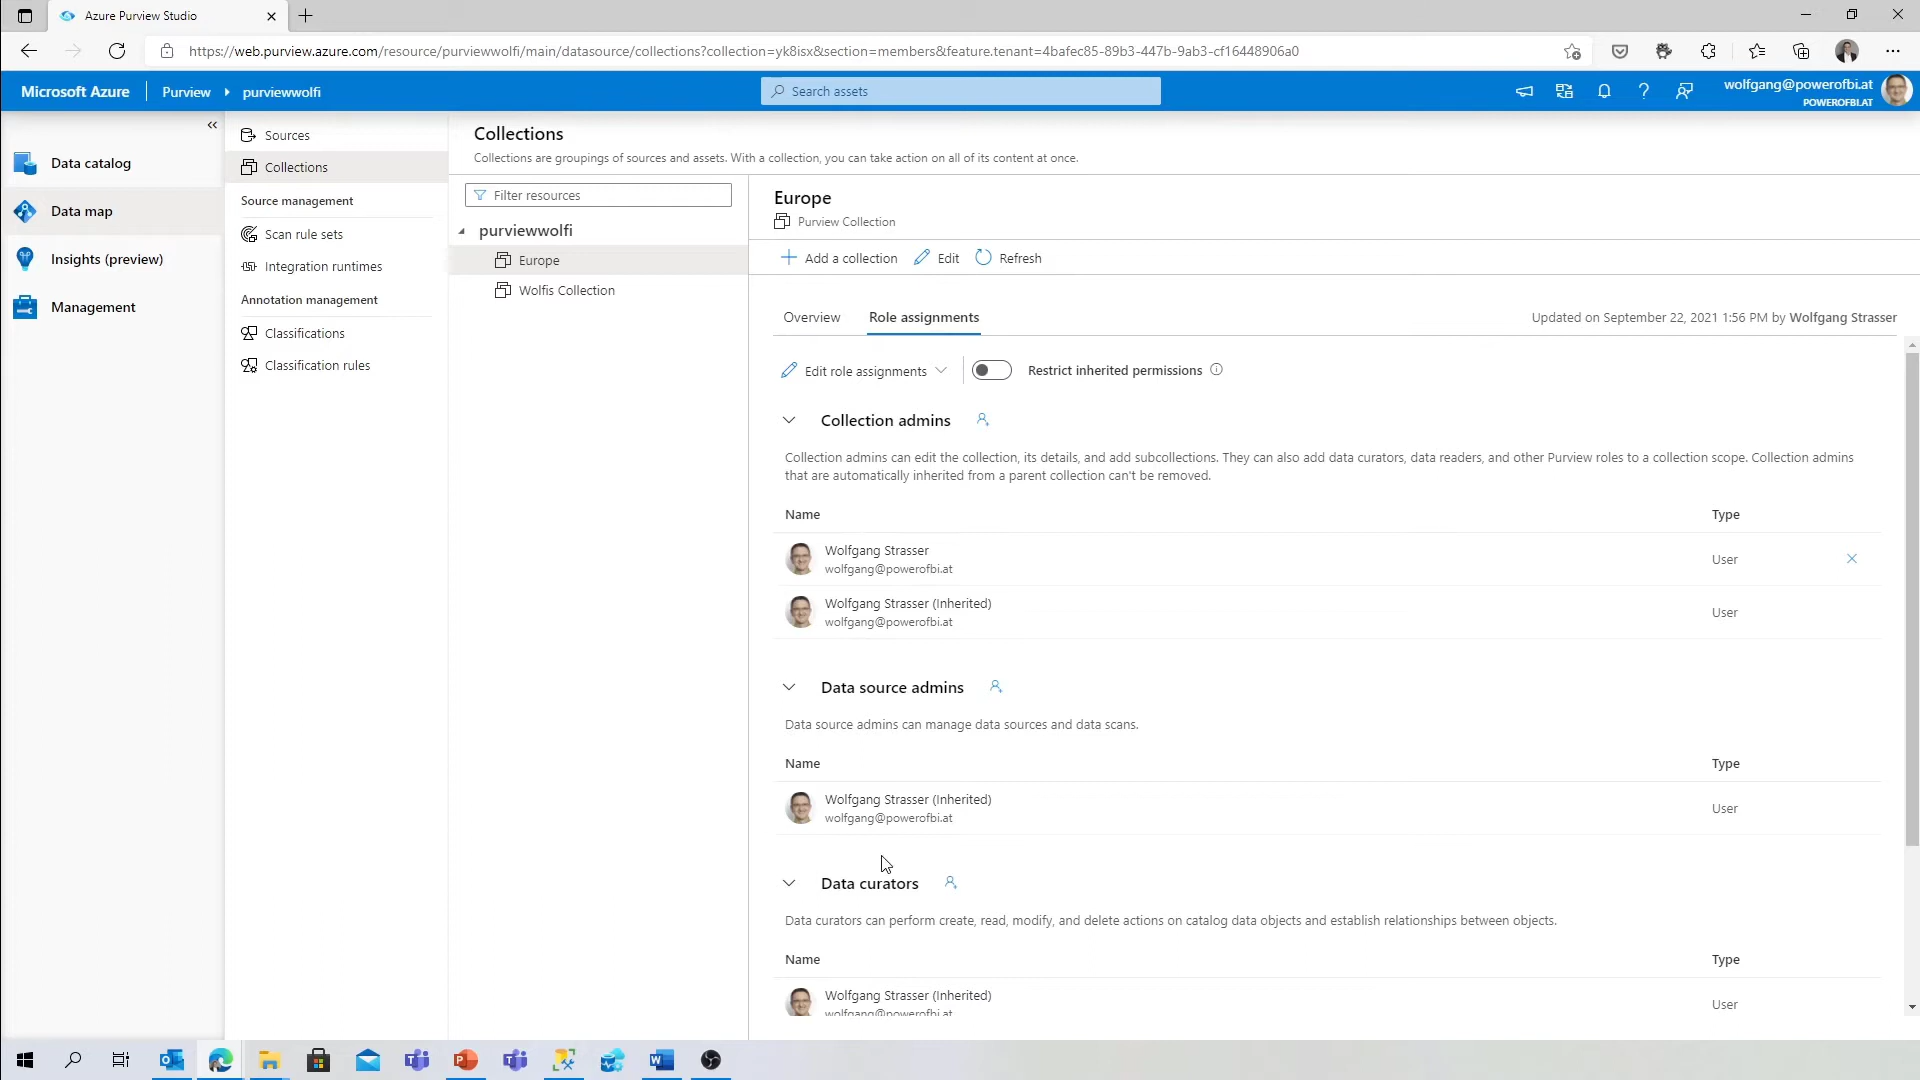 Azure Purview Studio
https://web.purview.azure.com/resource/purviewwolfi/main/datasource/collections?collection=yk8isx&section=members&feature.tenant=4bafec85-89b3-447b-9ab3-cf16448906a0
Microsoft Azure
Purview
purviewwolfi
Search assets
wolfgang@powerofbi.at
POWEROFBI.AT
Data catalog
Data map
Insights (preview)
Management
Sources
Collections
Source management
Scan rule sets
Integration runtimes
Annotation management
Classifications
Classification rules
Collections
Collections are groupings of sources and assets. With a collection, you can take action on all of its content at once.
Filter resources
purviewwolfi
Europe
Wolfis Collection
Europe
Purview Collection
Add a collection
Edit
Refresh
Overview
Role assignments
Updated on September 22, 2021 1:56 PM by Wolfgang Strasser
Edit role assignments
Restrict inherited permissions
Collection admins
Collection admins can edit the collection, its details, and add subcollections. They can also add data curators, data readers, and other Purview roles to a collection scope. Collection admins
that are automatically inherited from a parent collection can't be removed.
Name Type
Wolfgang Strasser
wolfgang@powerofbi.at
User
Wolfgang Strasser (Inherited)
wolfgang@powerofbi.at
User
Data source admins
Data source admins can manage data sources and data scans.
Name Type
Wolfgang Strasser (Inherited)
wolfgang@powerofbi.at
User
Data curators
Data curators can perform create, read, modify, and delete actions on catalog data objects and establish relationships between objects.
Name Type
Wolfgang Strasser (Inherited)
wolfgang@powerofbi.at
User